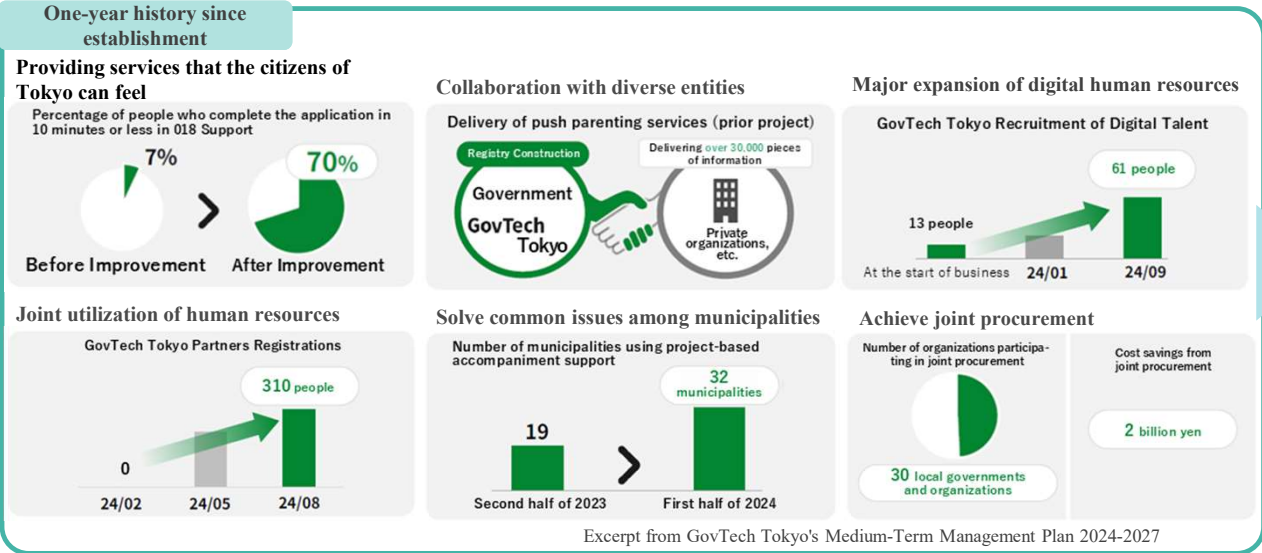 One-year history since
establishment
Providing services that the citizens of
Tokyo can feel
Percentage of people who complete the application in
10 minutes or less in 018 Support
7%
70%
Before Improvement
After Improvement
Collaboration with diverse entities
Delivery of push parenting services (prior project)
Registry Construction
Delivering over 30,000 pieces
of information
Government
GovTech
Tokyo
Private
organizations,
etc.
Major expansion of digital human resources
GovTech Tokyo Recruitment of Digital Talent
61 people
13 people
At the start of business
24/01
24/09
Joint utilization of human resources
GovTech Tokyo Partners Registrations
310 people
0
24/02
24/05
24/08
Solve common issues among municipalities
Number of municipalities using project-based
accompaniment support
32
municipalities
19
Second half of 2023
First half of 2024
Achieve joint procurement
Number of organizations participa-
ting in joint procurement
30 local governments
and organizations
Cost savings from
joint procurement
2 billion yen
Excerpt from GovTech Tokyo's Medium-Term Management Plan 2024-2027